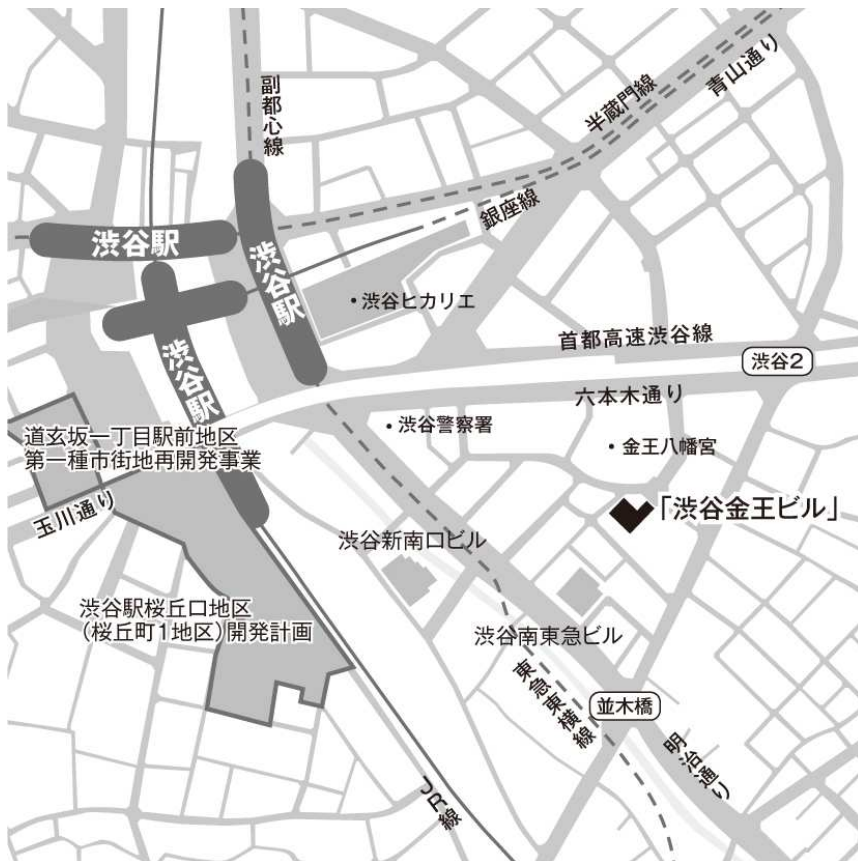 副都心線
半蔵門線
青山通り
銀座線
渋谷駅
渋谷駅
・渋谷ヒカリエ
首都高速渋谷線
渋谷2
六本木通り
渋谷駅
・渋谷警察署
・金王八幡宮
道玄坂一丁目駅前地区
第一種市街地再開発事業
玉川通り
「渋谷金王ビル」
渋谷新南口ビル
渋谷駅桜丘口地区
（桜丘町1地区）開発計画
渋谷南東急ビル
東急東横線
並木橋
明治通り
JR線